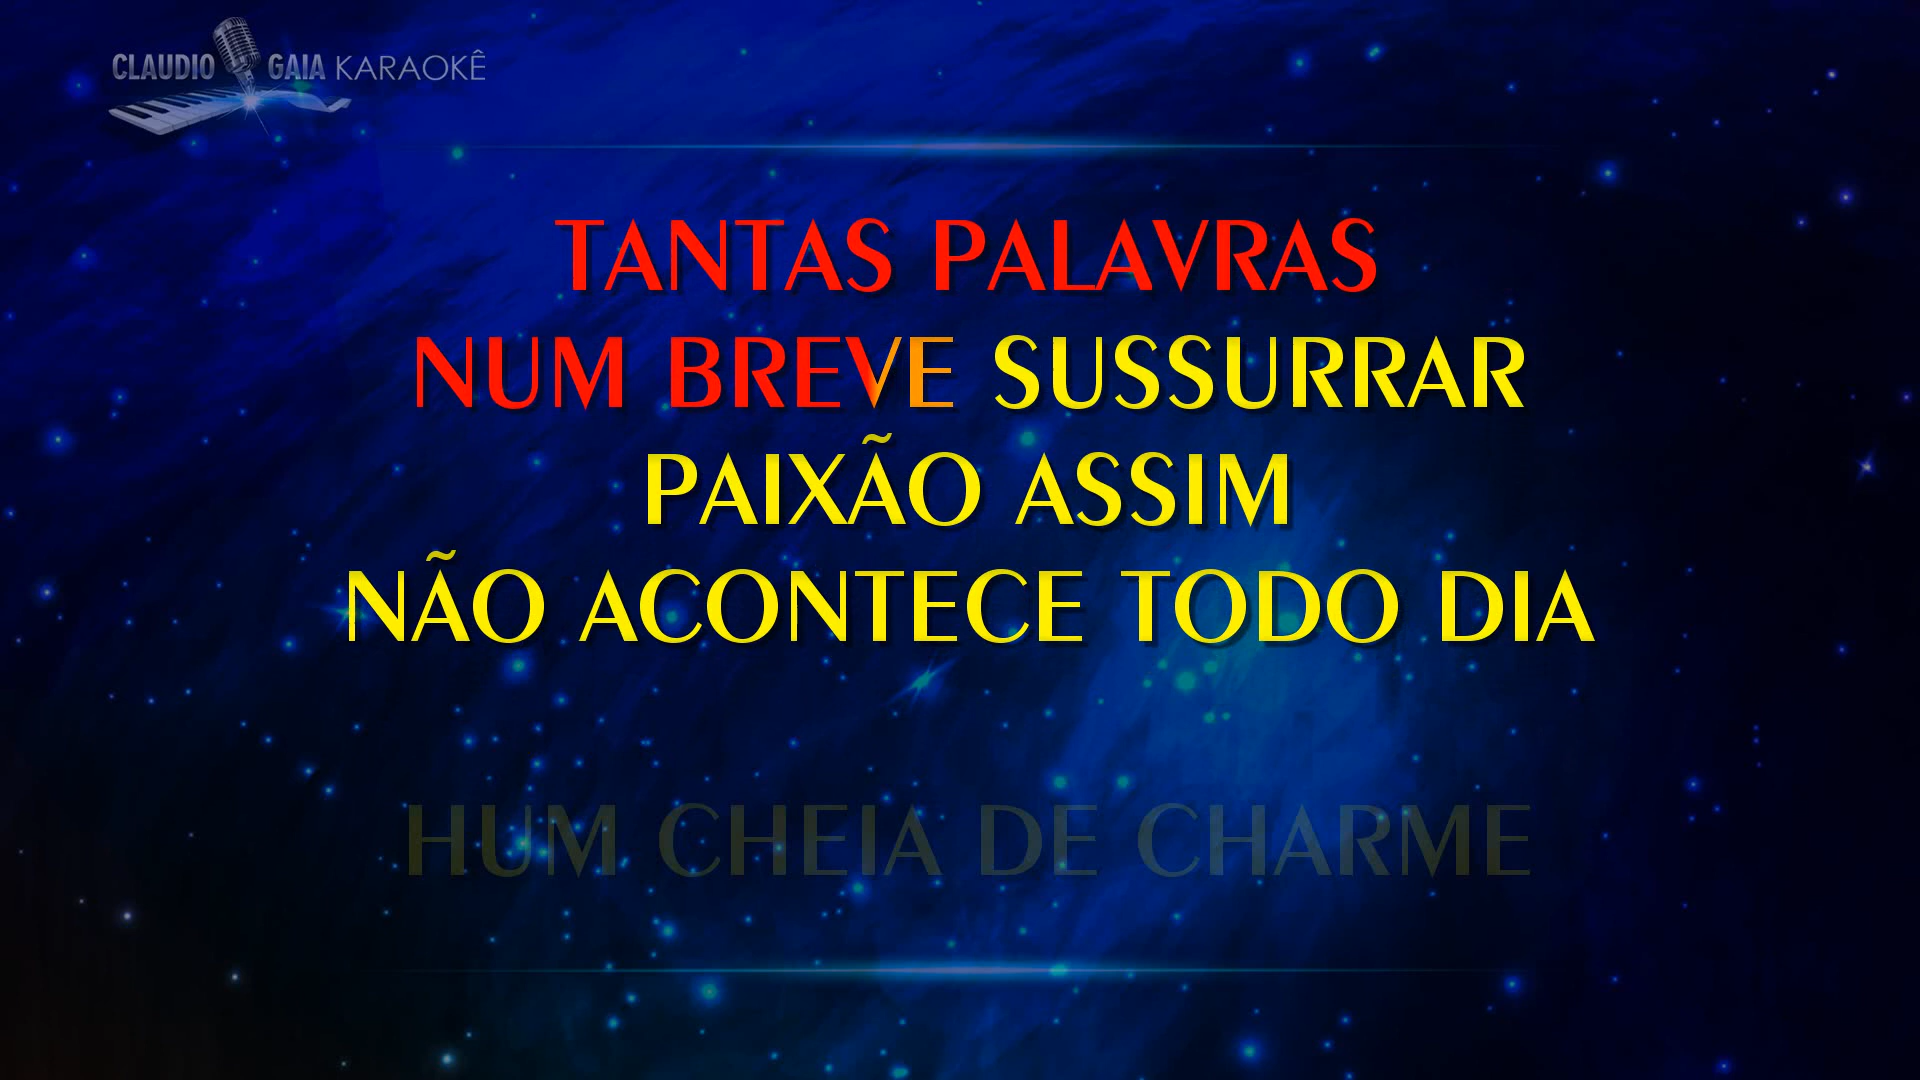 CLAUDIO GAIA KARAOKÊ
TANTAS PALAVRAS
NUM BREVE SUSSURRAR
PAIXÃO ASSIM
NÃO ACONTECE TODO DIA
HUM CHEIA DE CHARME